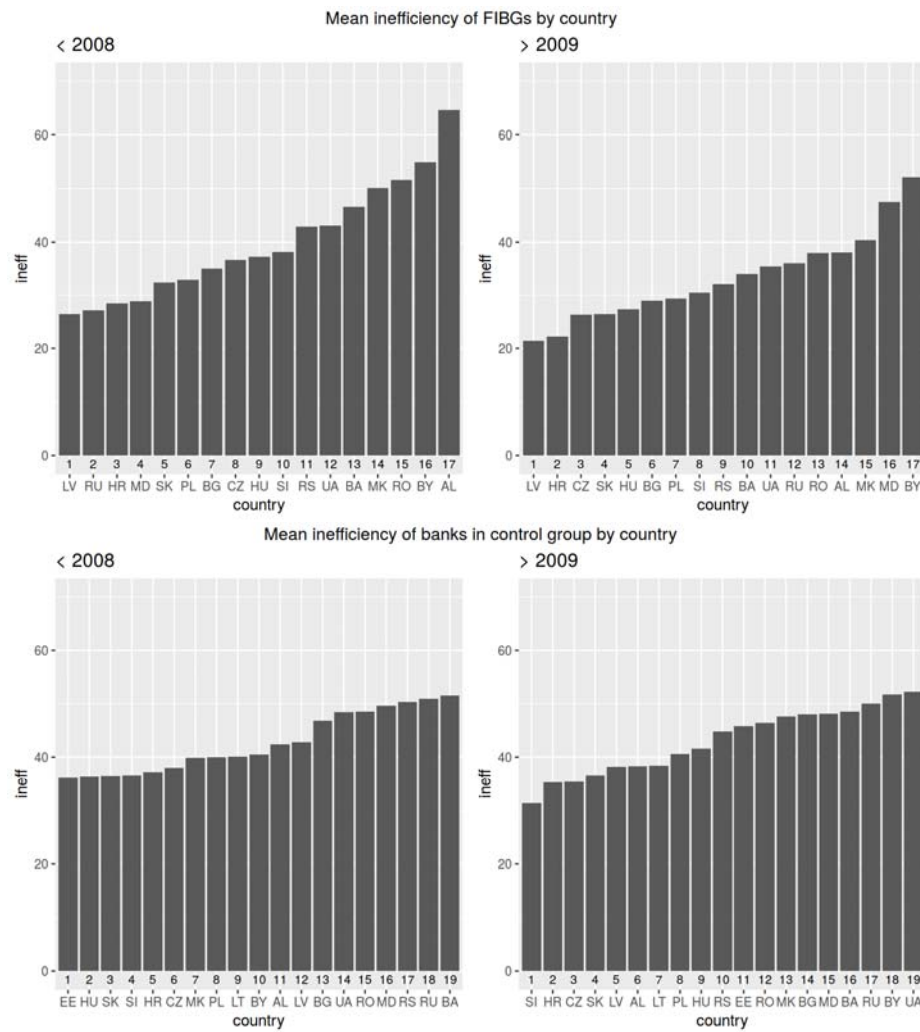 Mean inefficiency of FIBGs by country
< 2008
60
40
20
0
ineff
1 2 3 4 5 6 7 8 9 10 11 12 13 14 15 16 17
LV RU HR MD SK PL BG CZ HU SI RS UA BA MK RO BY AL
country
> 2009
60
40
20
0
ineff
1 2 3 4 5 6 7 8 9 10 11 12 13 14 15 16 17
LV HR CZ SK HU BG PL SI RS BA UA RU RO AL MK MD BY
country
Mean inefficiency of banks in control group by country
< 2008
60
40
20
0
ineff
1 2 3 4 5 6 7 8 9 10 11 12 13 14 15 16 17 18 19
EE HU SK SI HR CZ MK PL LT BY AL LV BG UA RO MD RS RU BA
country
> 2009
60
40
20
0
ineff
1 2 3 4 5 6 7 8 9 10 11 12 13 14 15 16 17 18 19
SI HR CZ SK LV AL LT PL HU RS EE RO MK BG MD BA RU BY UA
country